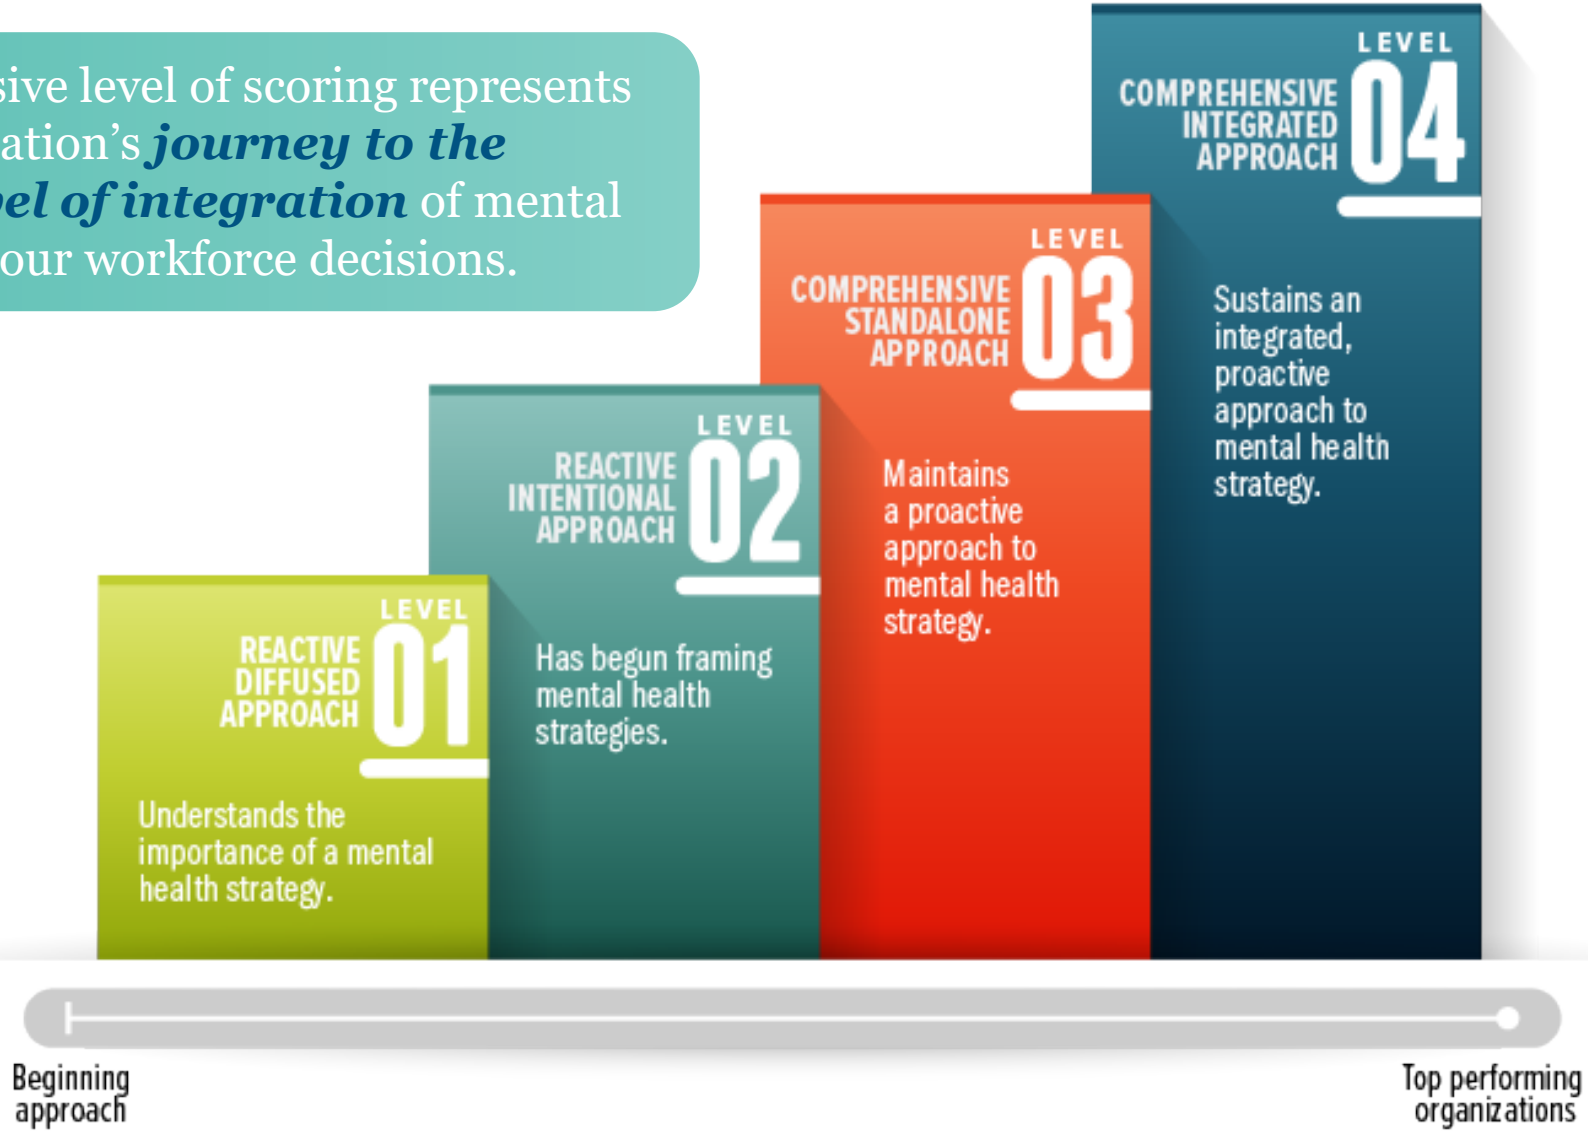 sive level of scoring represents
ation’s journey to the
el of integration of mental
our workforce decisions.
LEVEL
01
REACTIVE
DIFFUSED
APPROACH
Understands the
importance of a mental
health strategy.
LEVEL
02
REACTIVE
INTENTIONAL
APPROACH
Has begun framing
mental health
strategies.
LEVEL
03
COMPREHENSIVE
STANDALONE
APPROACH
Maintains
a proactive
approach to
mental health
strategy.
LEVEL
04
COMPREHENSIVE
INTEGRATED
APPROACH
Sustains an
integrated,
proactive
approach to
mental health
strategy.
Beginning
approach
Top performing
organizations